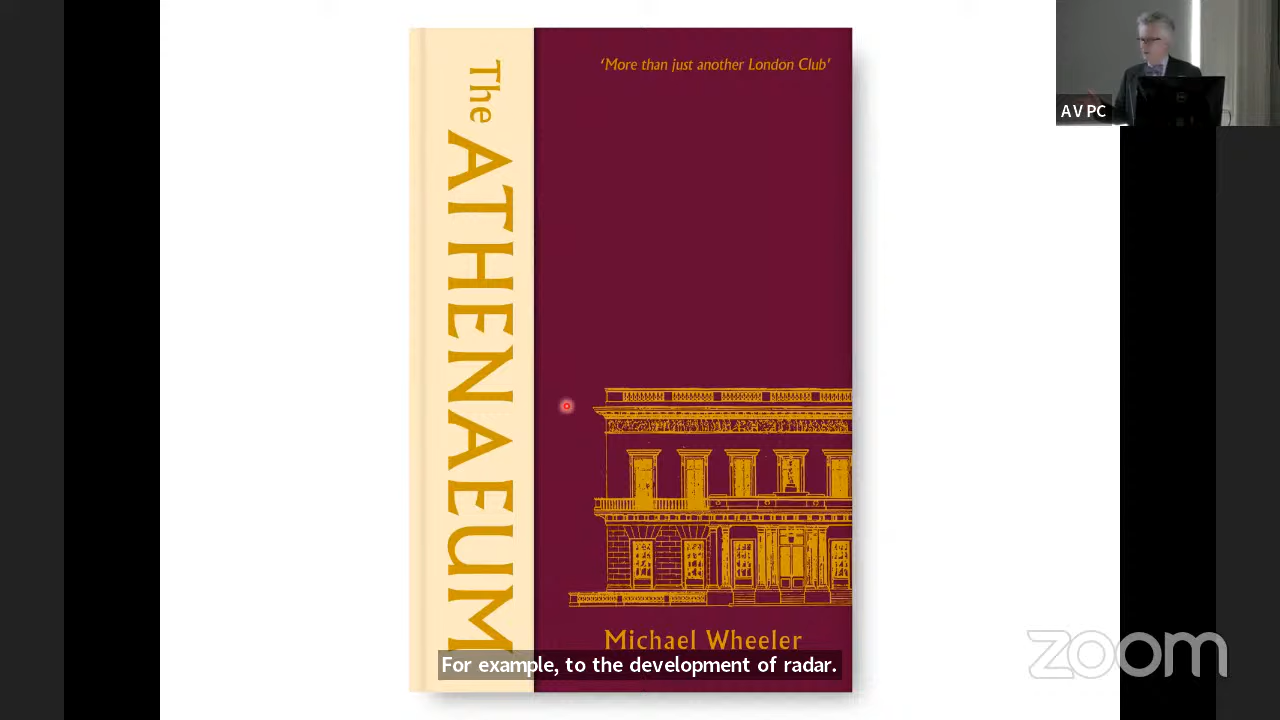 The ATHENAEUM
'More than just another London Club'
Michael Wheeler
For example, to the development of radar.
AV PC
zoom